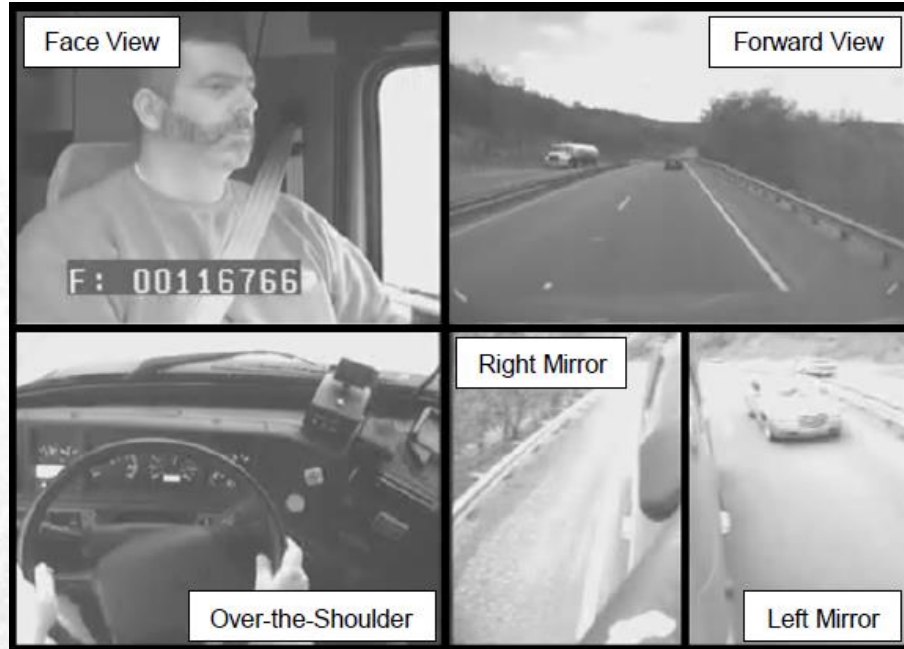 Face View
Forward View
F: 00116766
Right Mirror
Over-the-Shoulder
Left Mirror